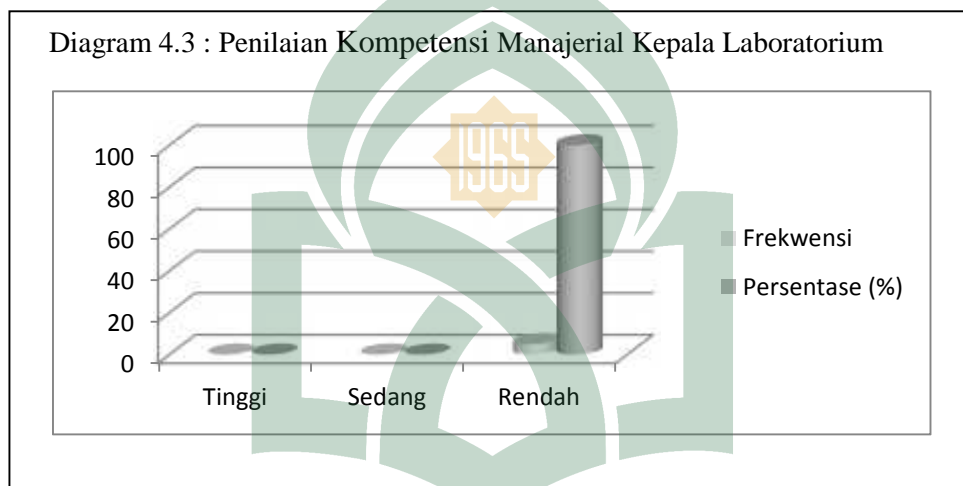 Diagram 4.3 : Penilaian Kompetensi Manajerial Kepala Laboratorium
1965
100
80
60
40
20
0
Tinggi Sedang Rendah
Frekwensi
Persentase (%)